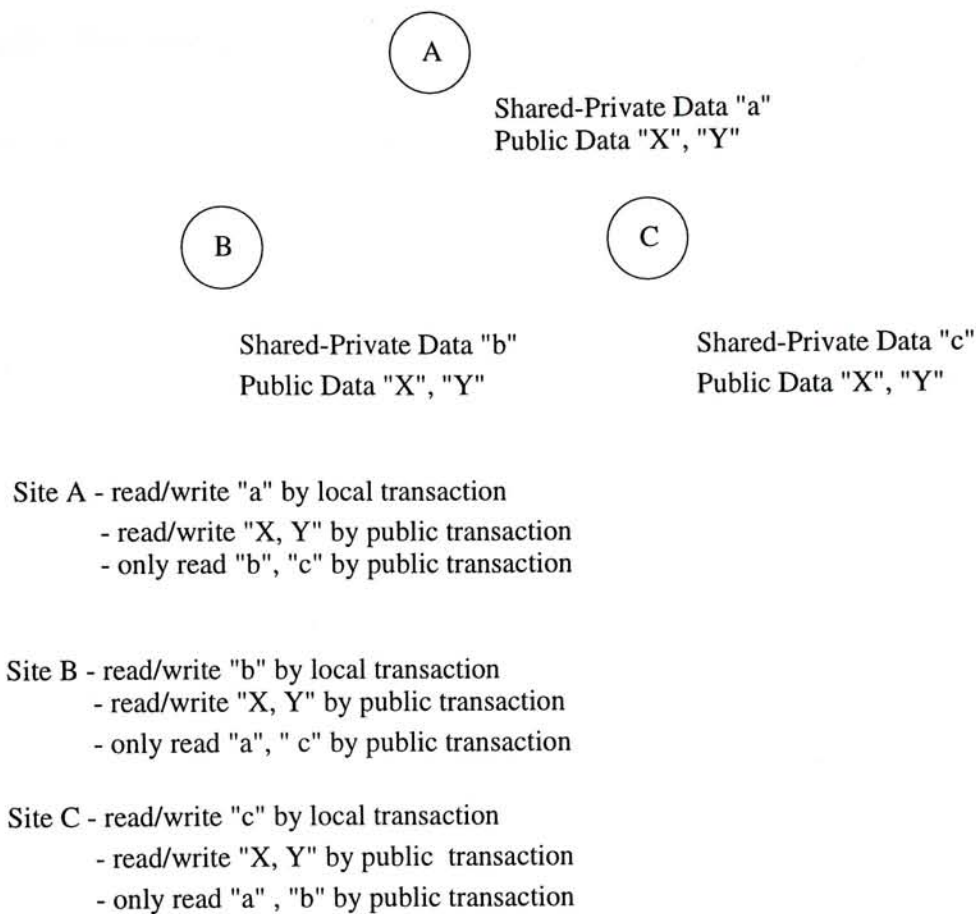 A
Shared-Private Data "a"
Public Data "X", "Y"
B
C
Shared-Private Data "b"
Public Data "X", "Y"
Shared-Private Data "c"
Public Data "X", "Y"
Site A - read/write "a" by local transaction
- read/write "X, Y" by public transaction
- only read "b", "c" by public transaction
Site B - read/write "b" by local transaction
- read/write "X, Y" by public transaction
- only read "a", " c" by public transaction
Site C - read/write "c" by local transaction
- read/write "X, Y" by public  transaction
- only read "a" , "b" by public transaction